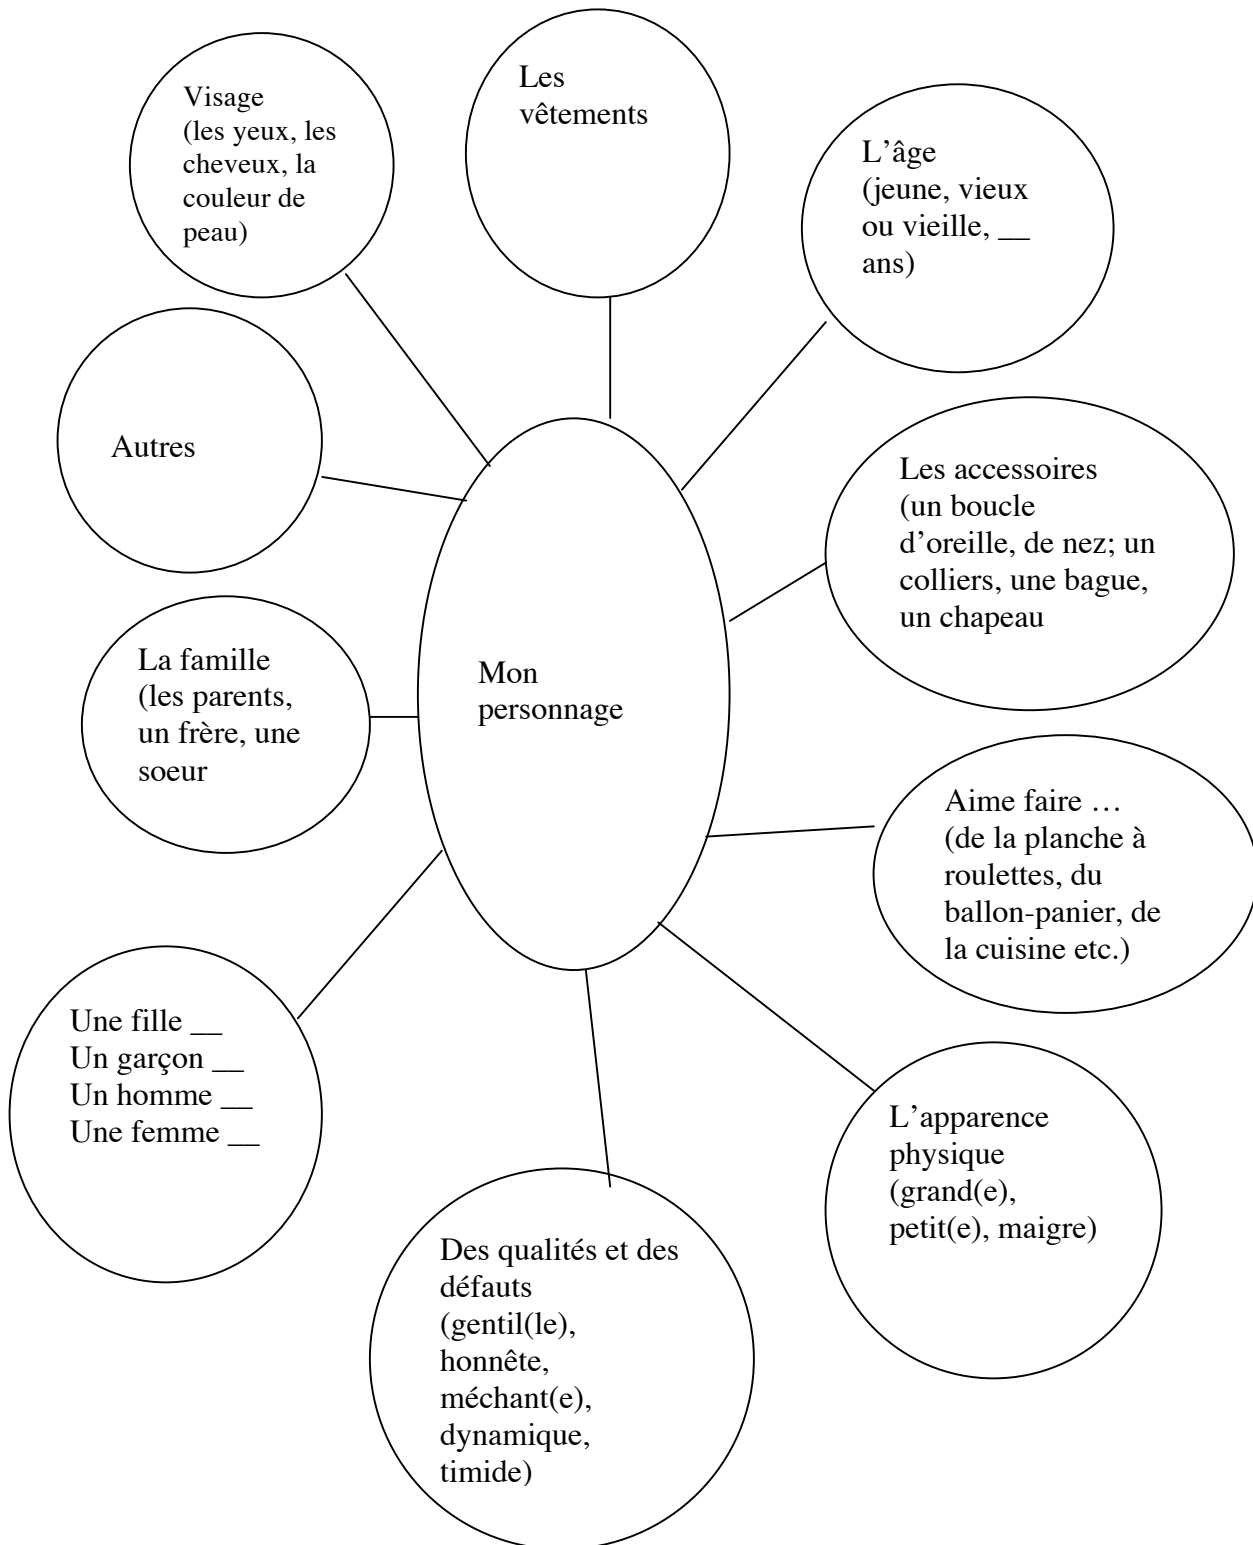 Visage
(les yeux, les
cheveux, la
couleur de
peau)
Les
vêtements
L'âge
(jeune, vieux
ou vieille, __
ans)
Autres
Les accessoires
(un boucle
d'oreille, de nez; un
colliers, une bague,
un chapeau
La famille
(les parents,
un frère, une
soeur
Mon
personnage
Aime faire …
(de la planche à
roulettes, du
ballon-panier, de
la cuisine etc.)
Une fille __
Un garçon __
Un homme __
Une femme __
L'apparence
physique
(grand(e),
petit(e), maigre)
Des qualités et des
défauts
(gentil(le),
honnête,
méchant(e),
dynamique,
timide)